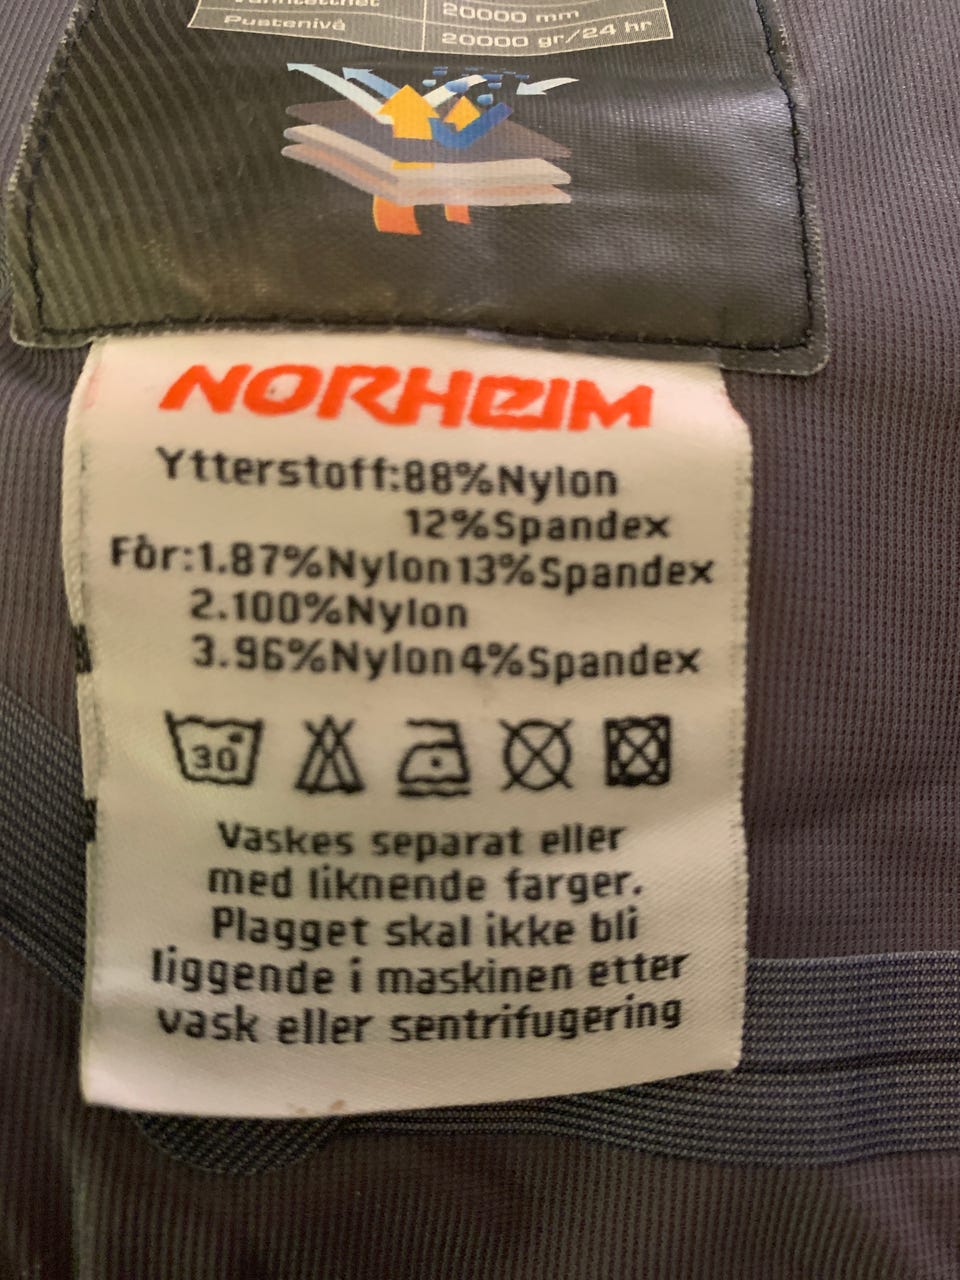 Vanntetthet 20000 mm
Pustenivå 20000 gr/24 hr
NORHEIM
Ytterstoff:88%Nylon
12%Spandex
Fòr:1.87%Nylon13%Spandex
2.100%Nylon
3.96%Nylon4%Spandex
30
Vaskes separat eller
med liknende farger.
Plagget skal ikke bli
liggende i maskinen etter
vask eller sentrifugering